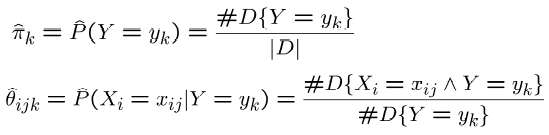 π̂_k = P̂(Y = y_k) = #D{Y = y_k} / |D|
θ̂_ijk = P̂(X_i = x_ij|Y = y_k) = #D{X_i = x_ij ∧ Y = y_k} / #D{Y = y_k}